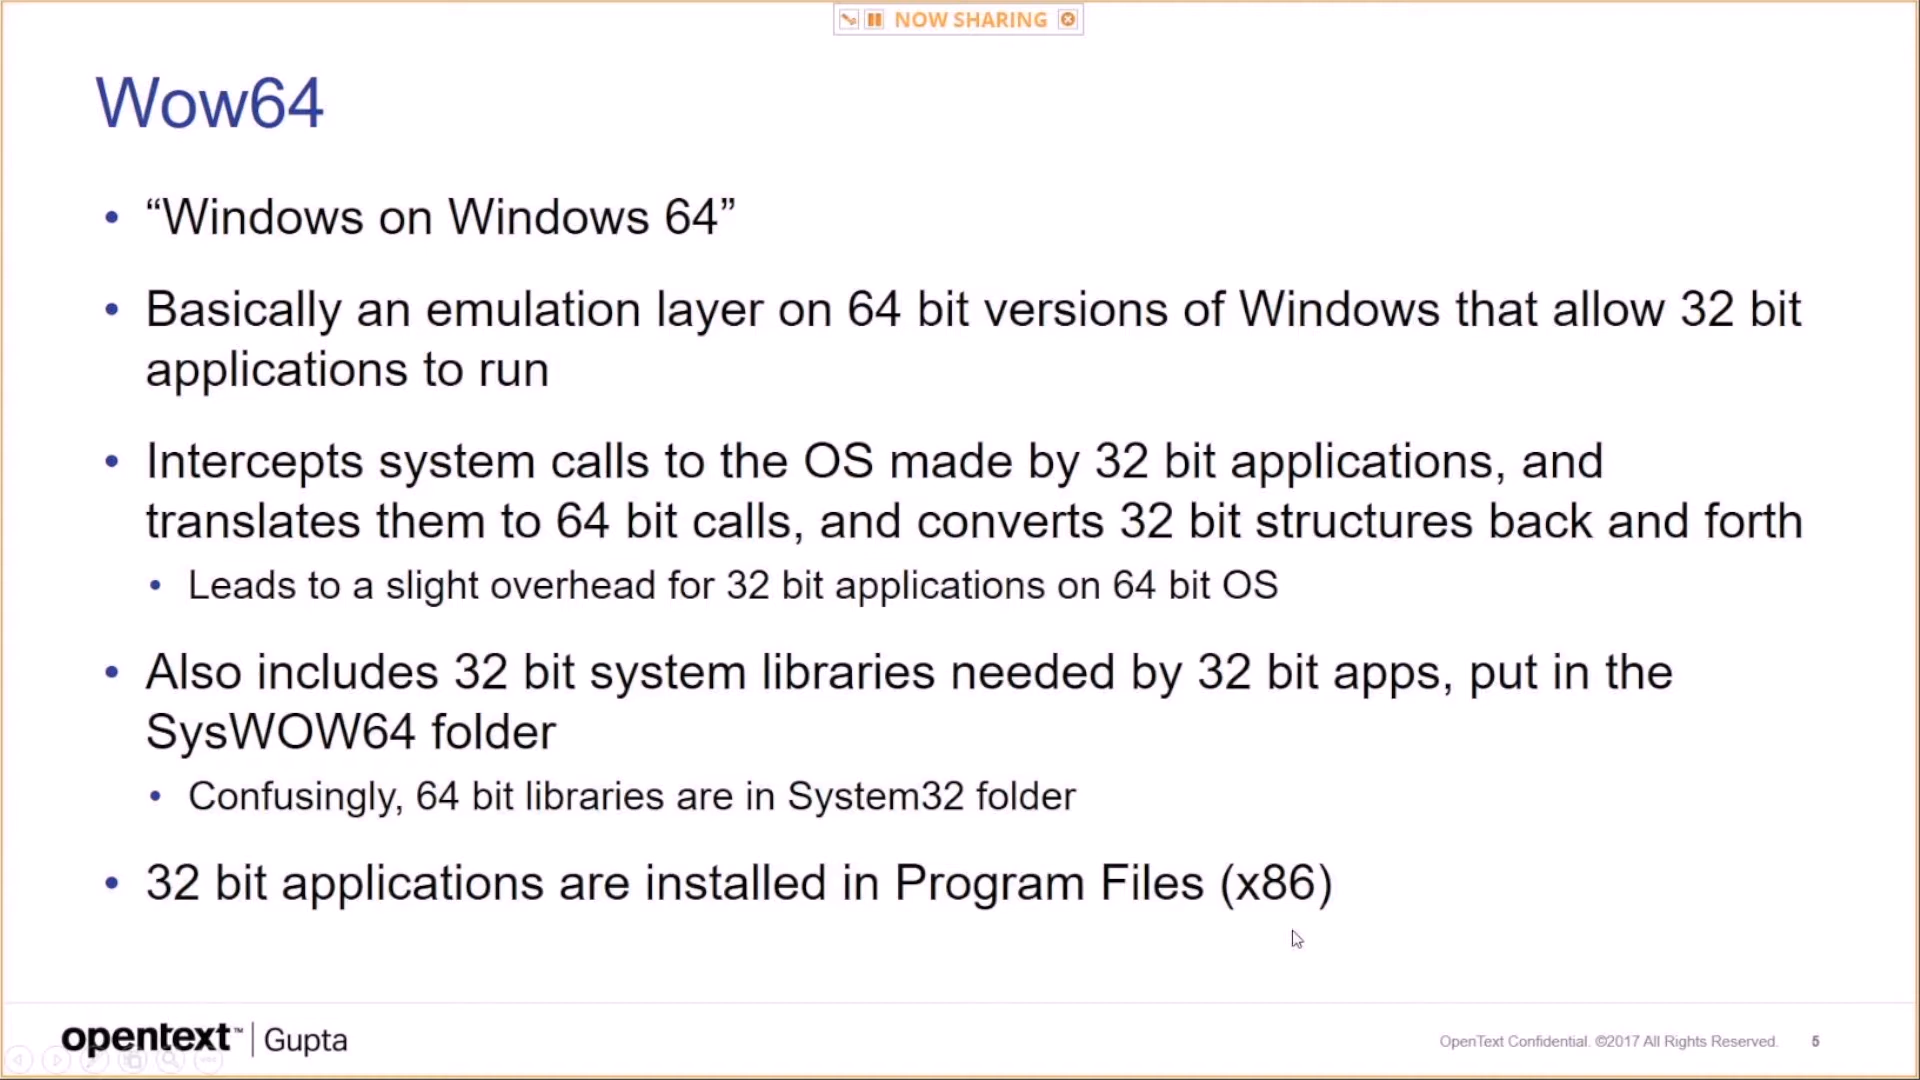 NOW SHARING
Wow64
• “Windows on Windows 64”
• Basically an emulation layer on 64 bit versions of Windows that allow 32 bit
applications to run
• Intercepts system calls to the OS made by 32 bit applications, and
translates them to 64 bit calls, and converts 32 bit structures back and forth
• Leads to a slight overhead for 32 bit applications on 64 bit OS
• Also includes 32 bit system libraries needed by 32 bit apps, put in the
SysWOW64 folder
• Confusingly, 64 bit libraries are in System32 folder
• 32 bit applications are installed in Program Files (x86)
opentext™ | Gupta
OpenText Confidential. ©2017 All Rights Reserved. 5